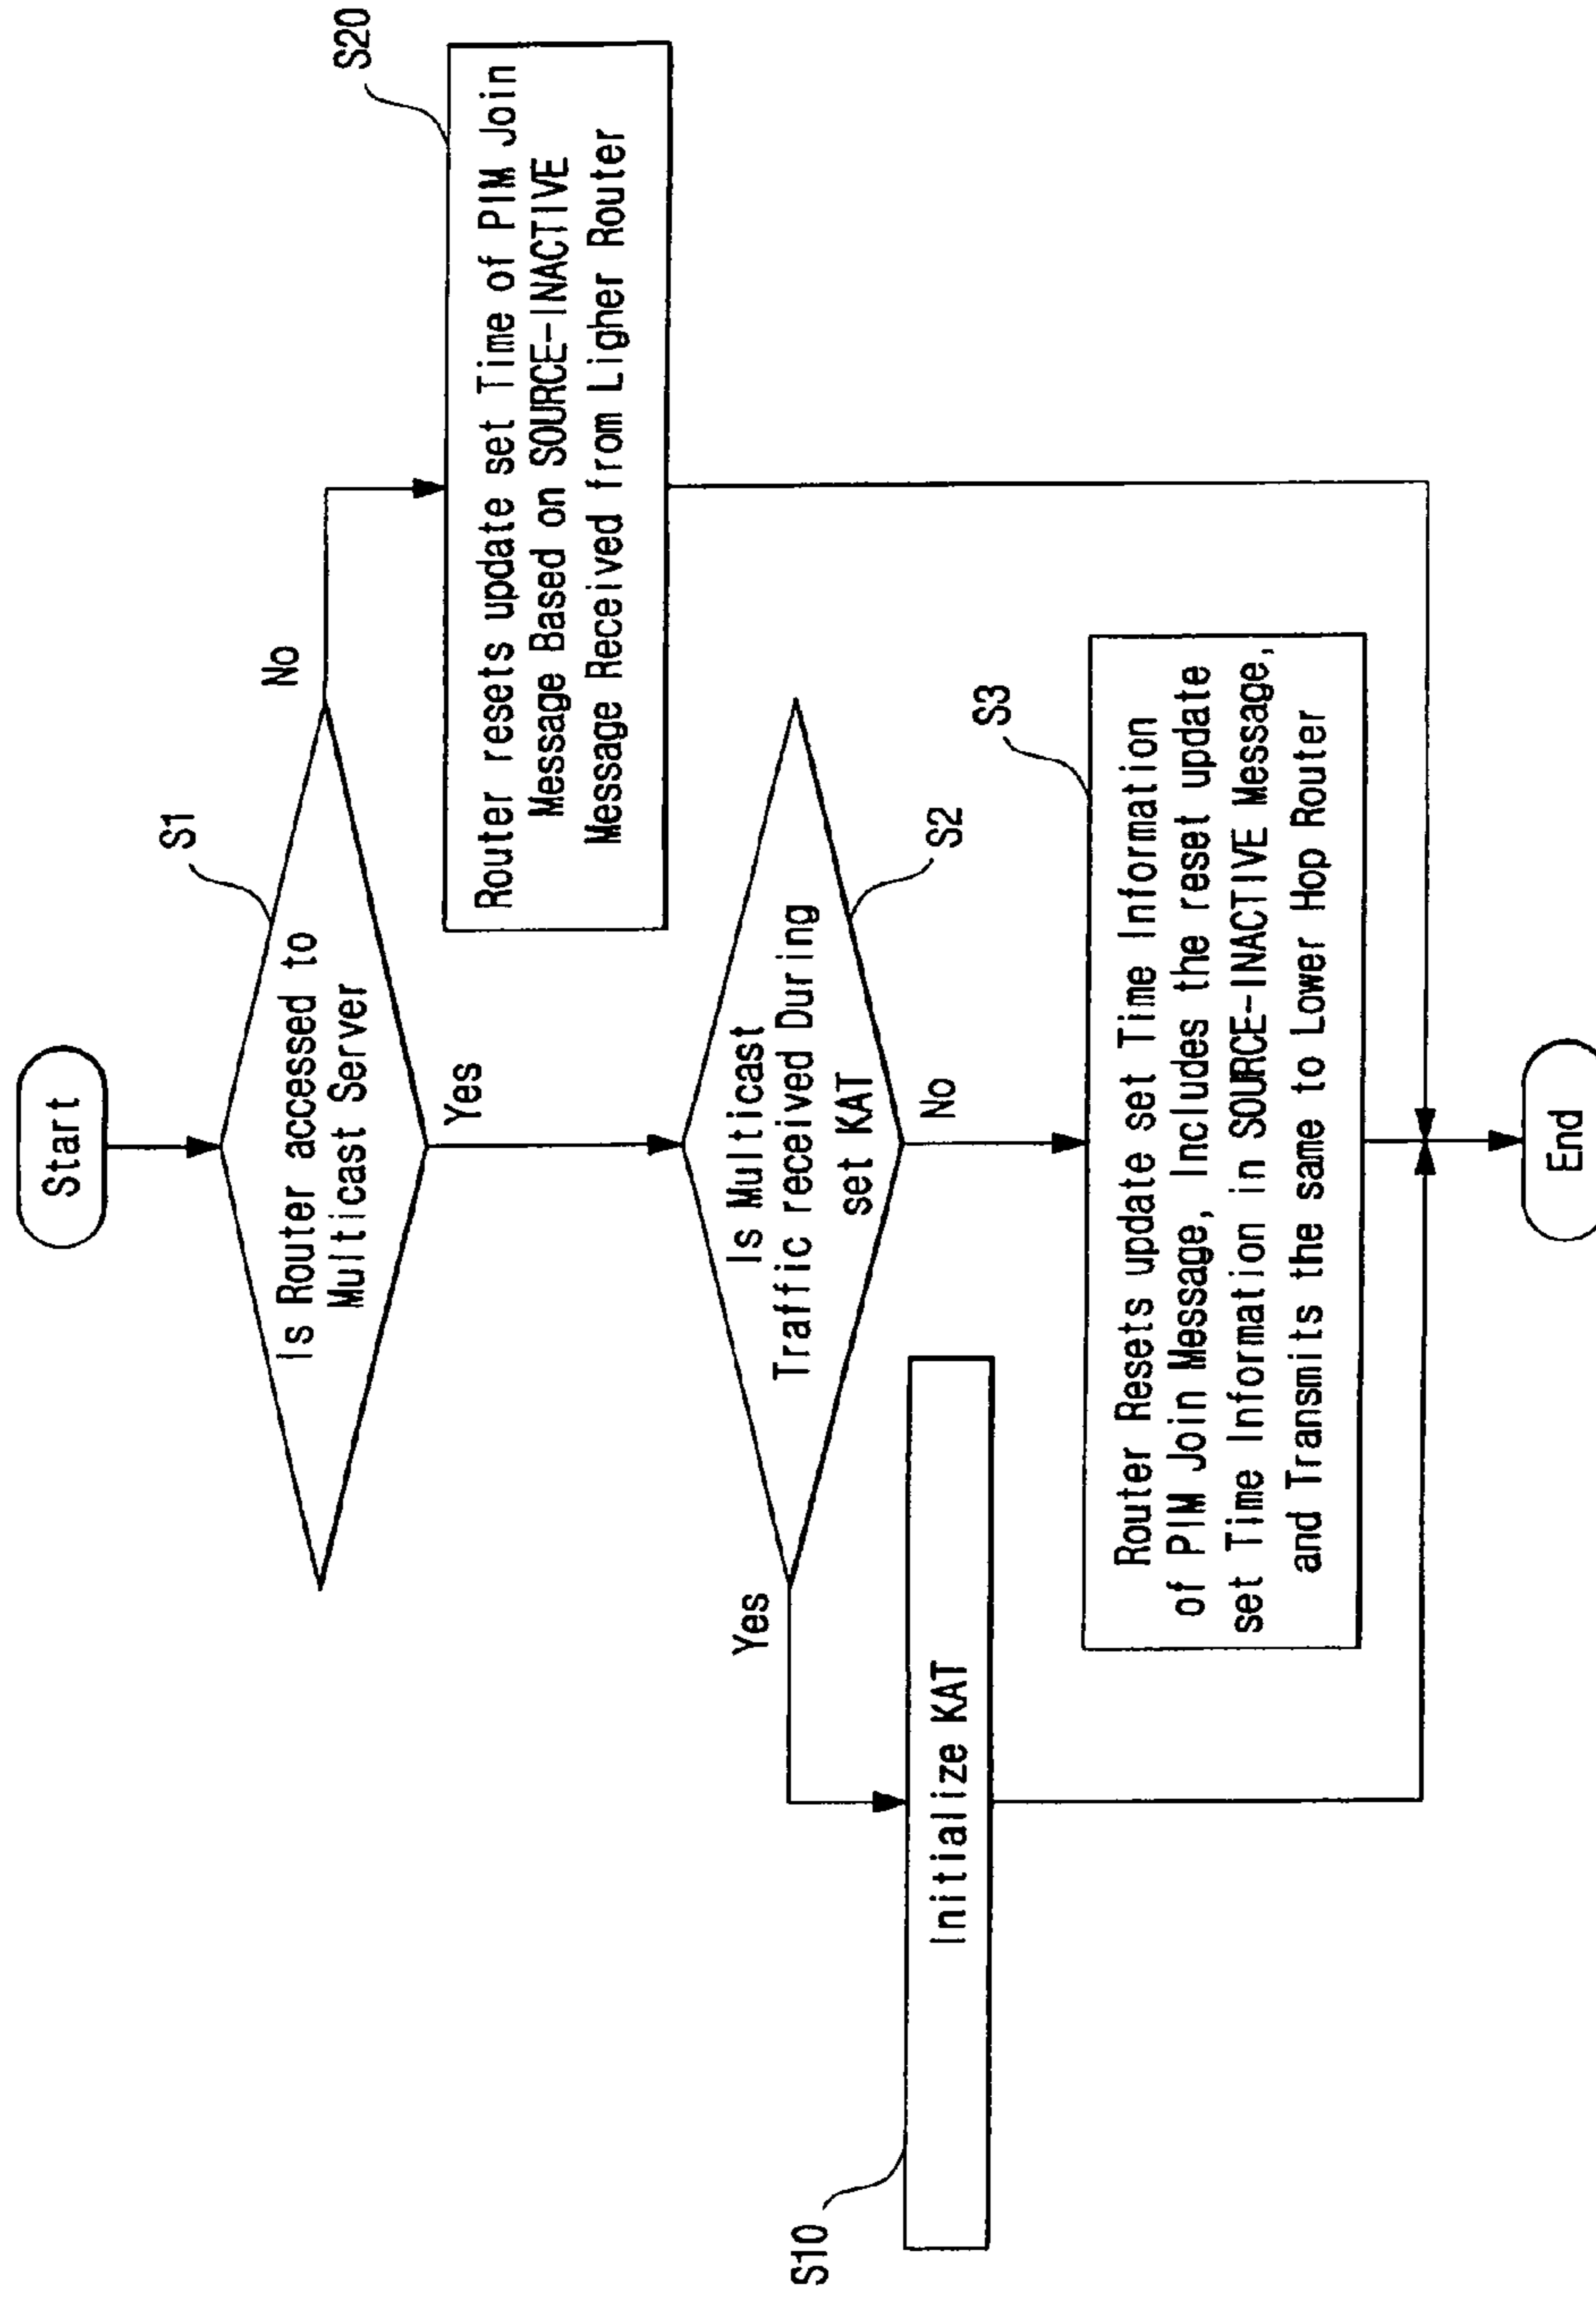 Start
S1
Is Router accessed to
Multicast Server
No
Yes
S20
Router resets update set Time of PIM Join
Message Based on SOURCE-INACTIVE
Message Received from Ligher Router
Is Multicast
Traffic received During
set KAT
S2
Yes
No
S10
Initialize KAT
S3
Router Resets update set Time Information
of PIM Join Message, Includes the reset update
set Time Information in SOURCE-INACTIVE Message,
and Transmits the same to Lower Hop Router
End